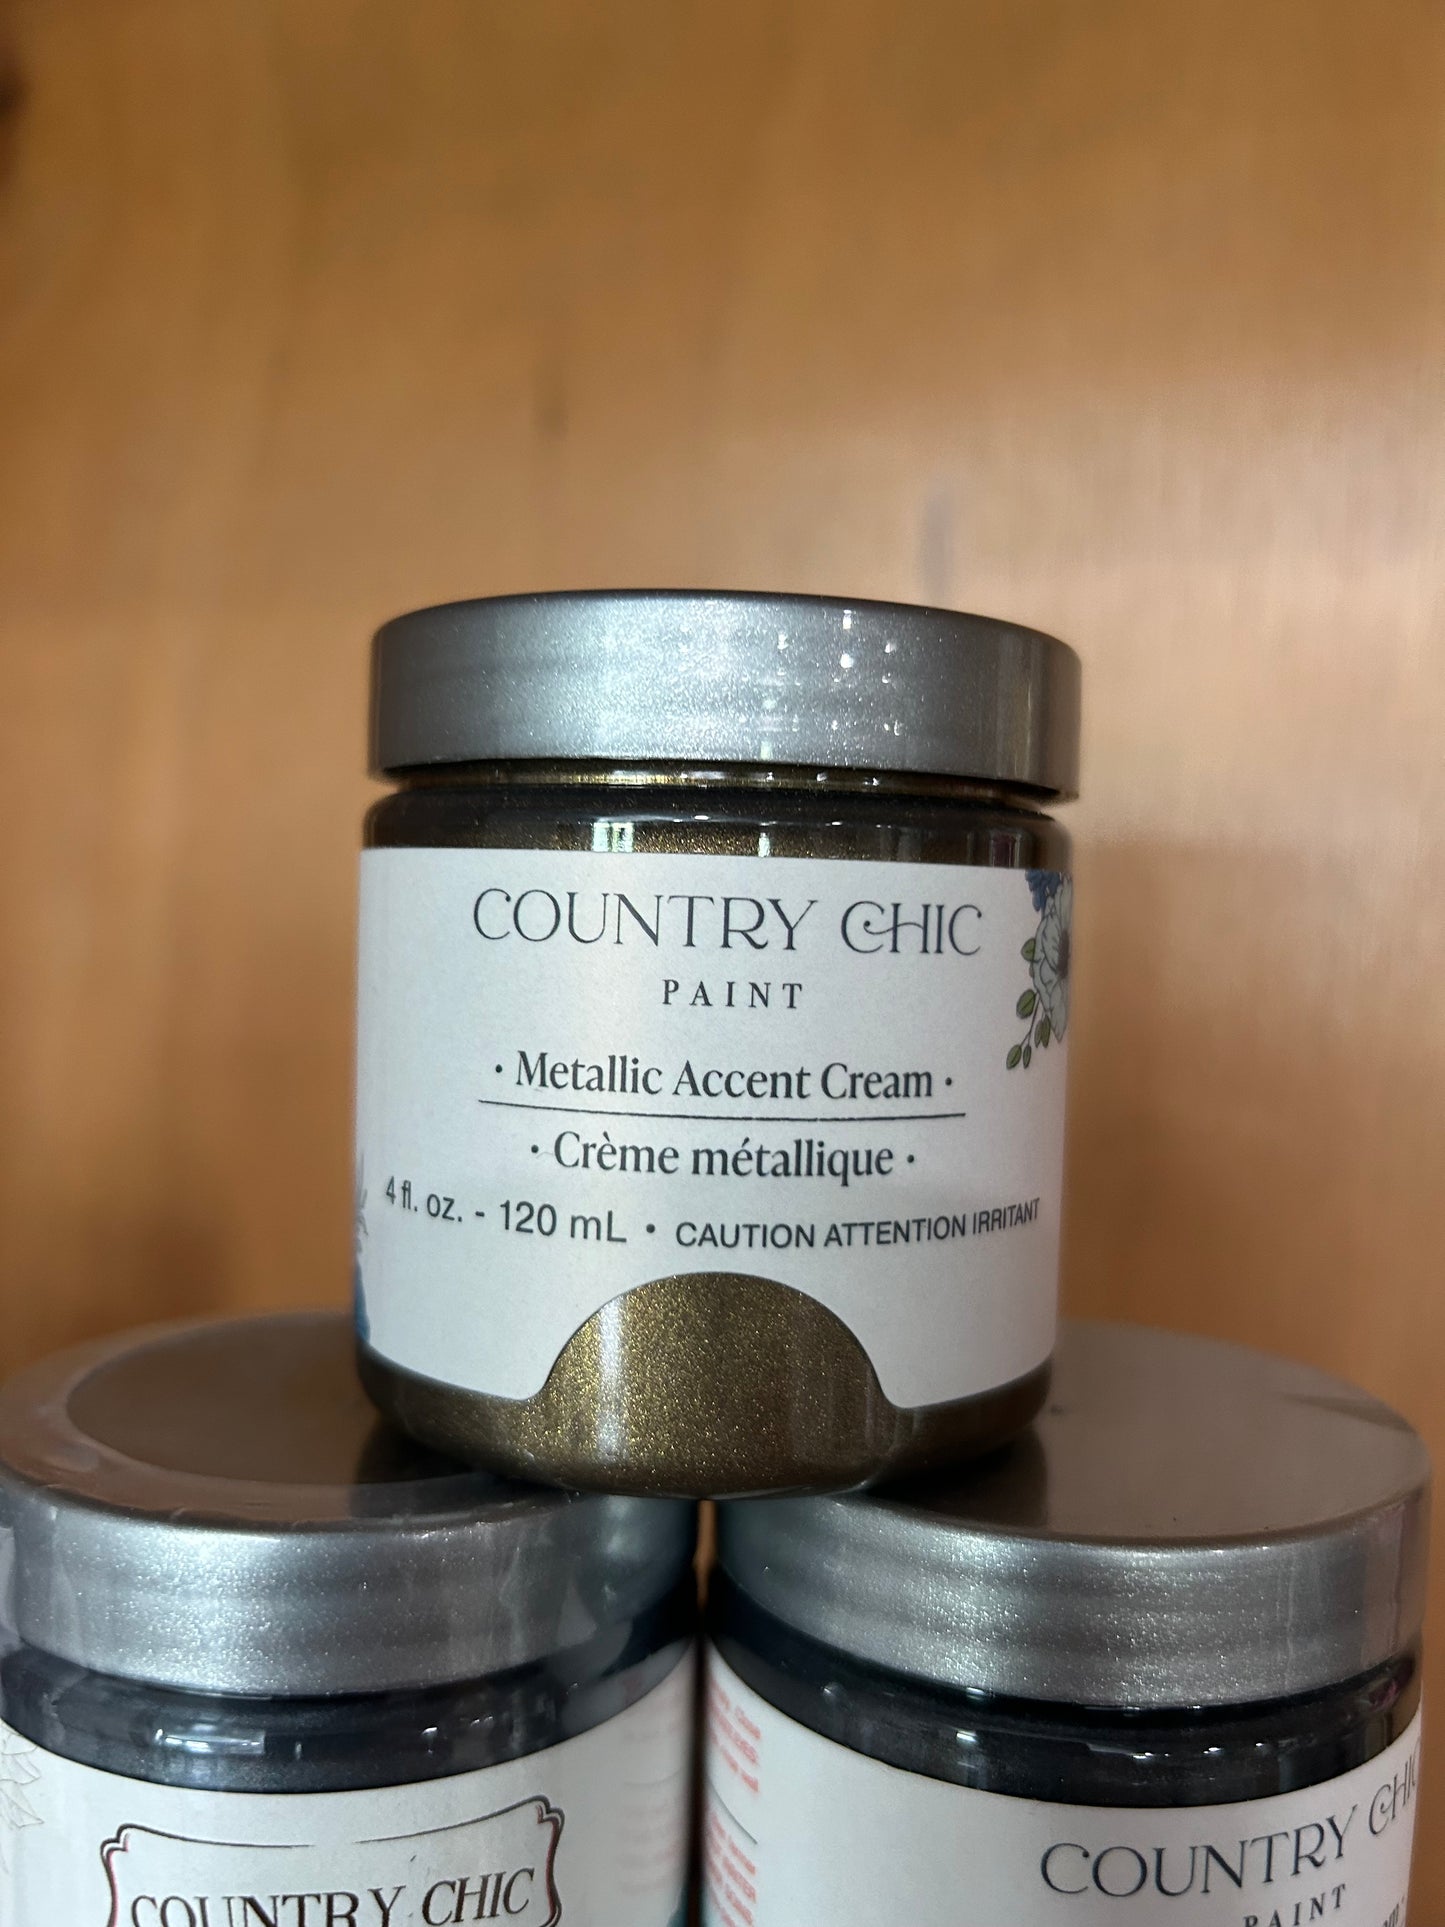 COUNTRY CHIC
PAINT
· Metallic Accent Cream ·
· Crème métallique ·
4 fl. oz. - 120 mL • CAUTION ATTENTION IRRITANT
COUNTRY CHIC
COUNTRY CHIC
PAINT